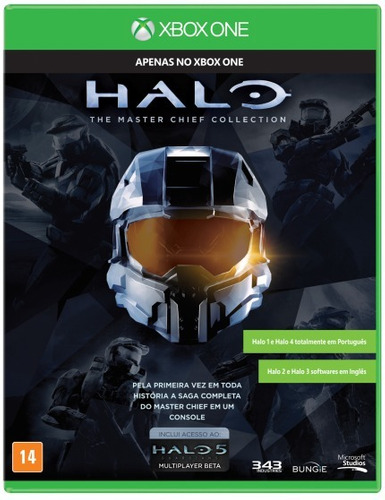 XBOX ONE
APENAS NO XBOX ONE
HALO
THE MASTER CHIEF COLLECTION
Halo 1 e Halo 4 totalmente em Português
Halo 2 e Halo 3 softwares em Inglês
PELA PRIMEIRA VEZ EM TODA
HISTÓRIA A SAGA COMPLETA
DO MASTER CHIEF EM UM
CONSOLE
INCLUI ACESSO AO:
HALO 5
MULTIPLAYER BETA
14
343
INDUSTRIES
BUNGIE
Microsoft
Studios